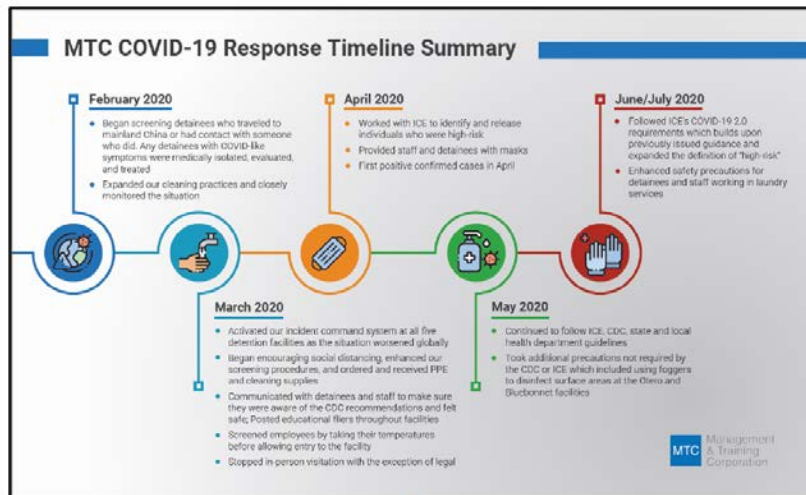 MTC COVID-19 Response Timeline Summary
February 2020
• Began screening detainees who traveled to
mainland China or had contact with someone
who did. Any detainees with COVID-like
symptoms were medically isolated, evaluated,
and treated
• Expanded our cleaning practices and closely
monitored the situation
April 2020
• Worked with ICE to identify and release
individuals who were high-risk
• Provided staff and detainees with masks
• First positive confirmed cases in April
June/July 2020
• Followed ICE's COVID-19 2.0
requirements which builds upon
previously issued guidance and
expanded the definition of "high-risk"
• Enhanced safety precautions for
detainees and staff working in laundry
services
March 2020
• Activated our incident command system at all five
detention facilities as the situation worsened globally
• Began encouraging social distancing, enhanced our
screening procedures, and ordered and received PPE
and cleaning supplies
• Communicated with detainees and staff to make sure
they were aware of the CDC recommendations and felt
safe; Posted educational fliers throughout facilities
• Screened employees by taking their temperatures
before allowing entry to the facility
• Stopped in-person visitation with the exception of legal
May 2020
• Continued to follow ICE, CDC, state and local
health department guidelines
• Took additional precautions not required by
the CDC or ICE which included using foggers
to disinfect surface areas at the Otero and
Bluebonnet facilities
MTC
Management
& Training
Corporation